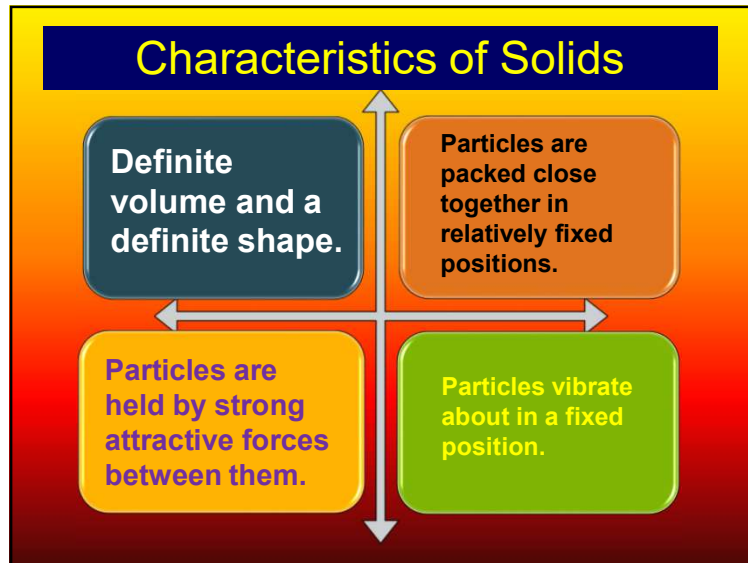 Characteristics of Solids
Definite
volume and a
definite shape.
Particles are
packed close
together in
relatively fixed
positions.
Particles are
held by strong
attractive forces
between them.
Particles vibrate
about in a fixed
position.